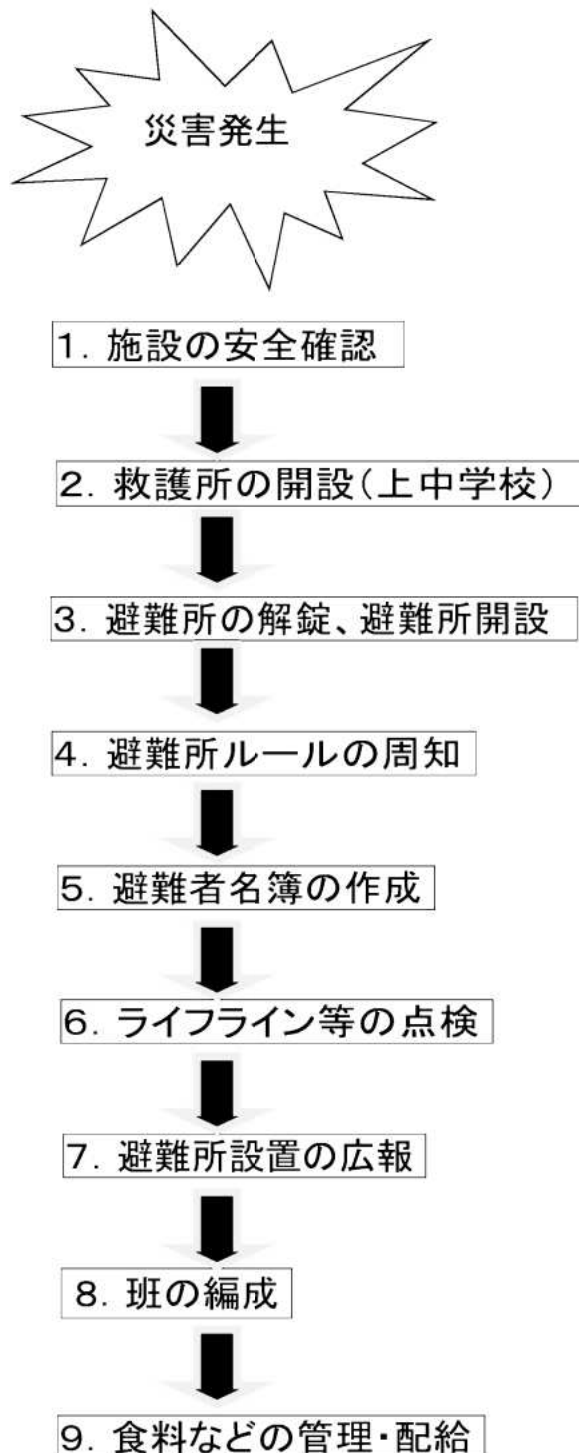 災害発生
1. 施設の安全確認
2. 救護所の開設(上中学校)
3. 避難所の解錠、避難所開設
4. 避難所ルールの周知
5. 避難者名簿の作成
6. ライフライン等の点検
7. 避難所設置の広報
8. 班の編成
9. 食料などの管理・配給